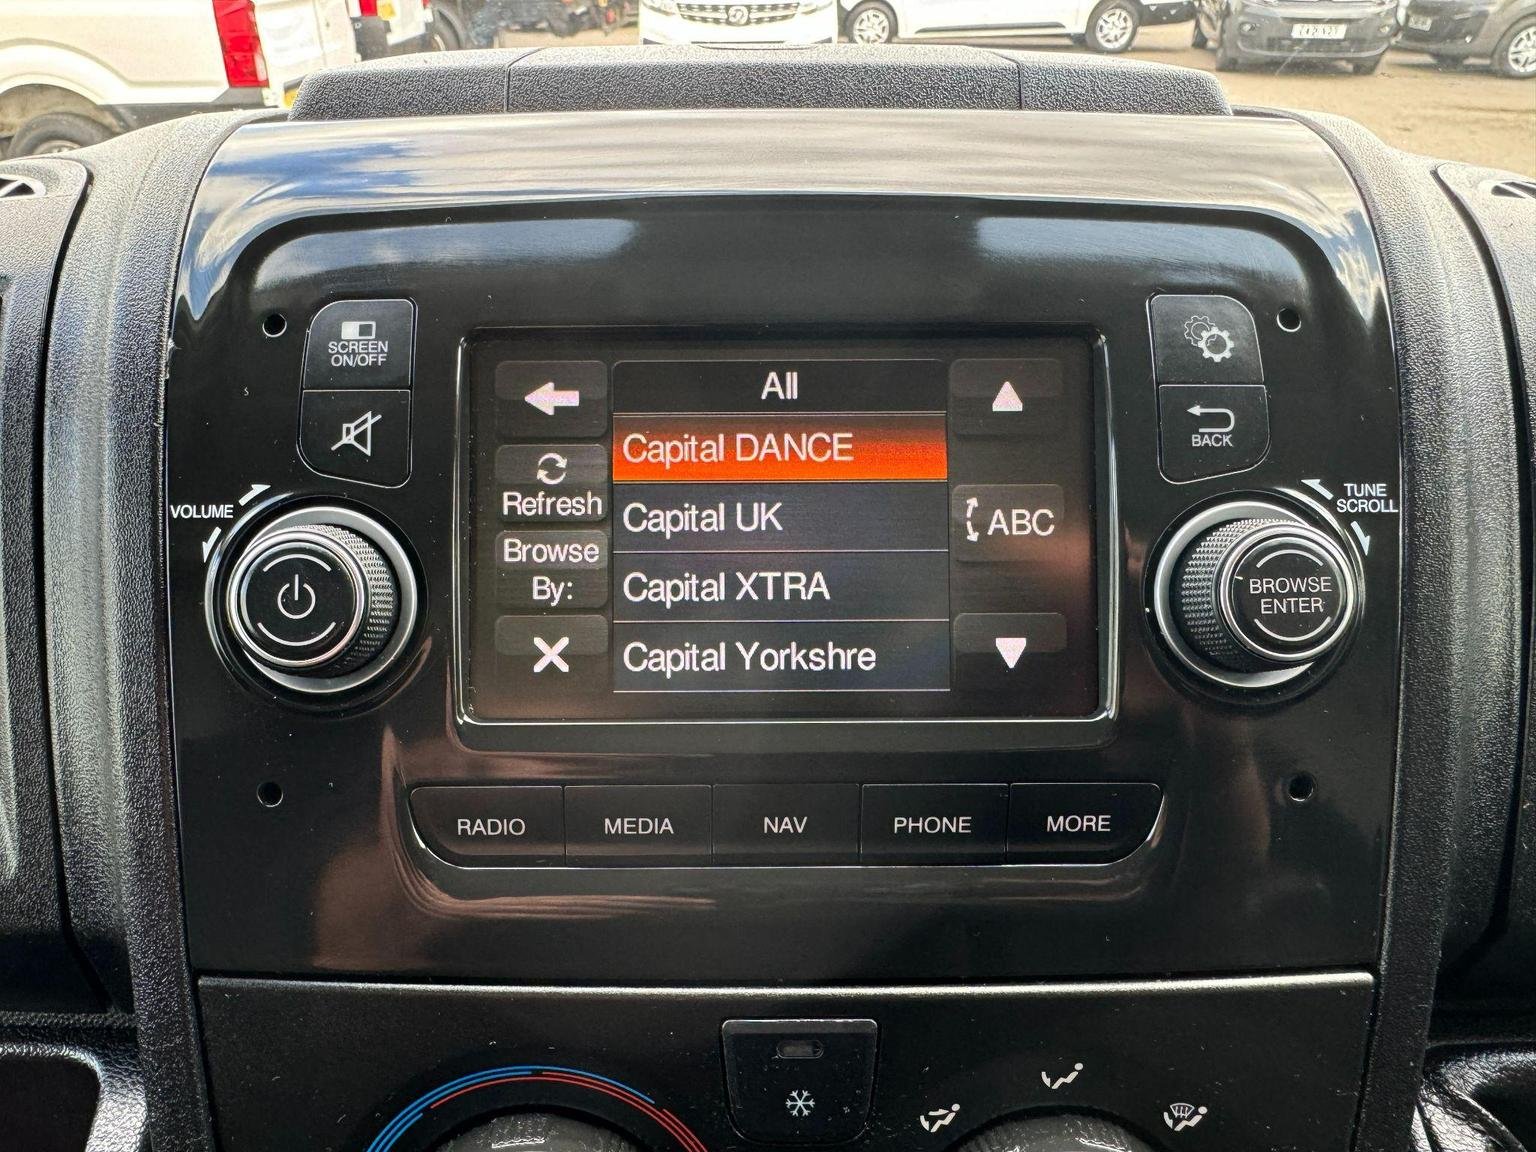 SCREEN
ON/OFF
VOLUME
All
Capital DANCE
Capital UK
Capital XTRA
Capital Yorkshre
Refresh
Browse
By:
ABC
BACK
TUNE
SCROLL
BROWSE
ENTER
RADIO
MEDIA
NAV
PHONE
MORE